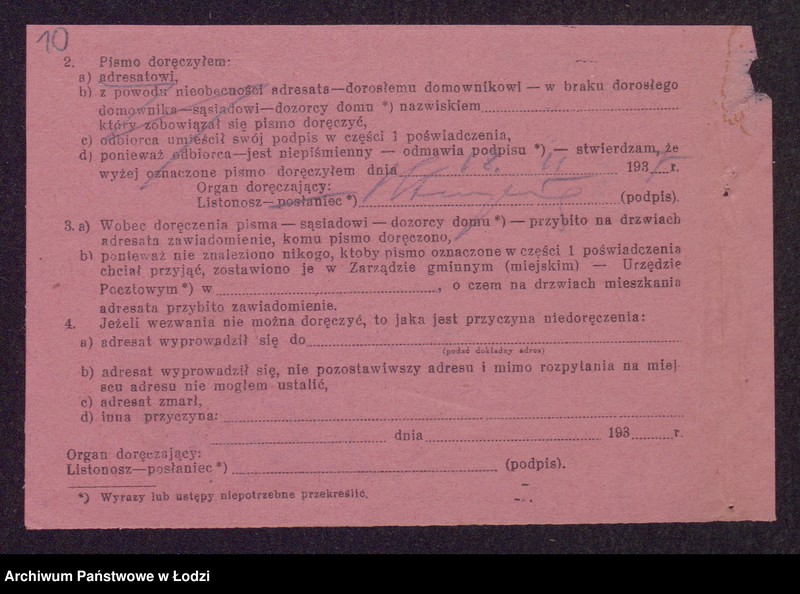 10
2. Pismo doręczyłem:
a) adresatowi,
b) z powodu nieobecności adresata—dorosłemu domownikowi — w braku dorosłego
domownika—sąsiadowi—dozorcy domu *) nazwiskiem
który zobowiązał się pismo doręczyć,
c) odbiorca umieścił swój podpis w części 1 poświadczenia,
d) ponieważ odbiorca—jest niepiśmienny — odmawia podpisu *) — stwierdzam, że
wyżej oznaczone pismo doręczyłem dnia 193 r.
Organ doręczający:
Listonosz—posłaniec *) (podpis).
3. a) Wobec doręczenia pisma — sąsiadowi — dozorcy domu *) — przybito na drzwiach
adresata zawiadomienie, komu pismo doręczono,
b) ponieważ nie znaleziono nikogo, ktoby pismo oznaczone w części 1 poświadczenia
chciał przyjąć, zostawiono je w Zarządzie gminnym (miejskim) — Urzędzie
Pocztowym *) w , o czem na drzwiach mieszkania
adresata przybito zawiadomienie.
4. Jeżeli wezwania nie można doręczyć, to jaka jest przyczyna niedoręczenia:
a) adresat wyprowadził się do
(podać dokładny adres)
b) adresat wyprowadził się, nie pozostawiwszy adresu i mimo rozpytania na miej
scu adresu nie mogłem ustalić,
c) adresat zmarł,
d) inna przyczyna:
dnia 193 r.
Organ doręczający:
Listonosz—posłaniec *) (podpis).
*) Wyrazy lub ustępy niepotrzebne przekreślić.
Archiwum Państwowe w Łodzi